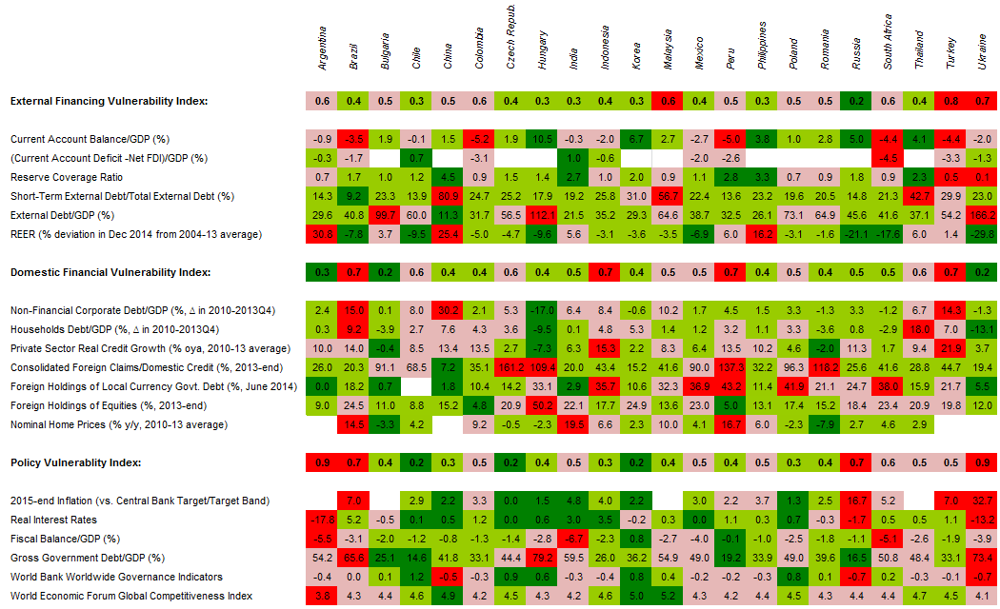 Argentina Brazil Bulgaria Chile China Colombia Czech Repub. Hungary India Indonesia Korea Malaysia Mexico Peru Philippines Poland Romania Russia South Africa Thailand Turkey Ukraine
External Financing Vulnerability Index: 0.6 0.4 0.5 0.3 0.5 0.6 0.4 0.3 0.3 0.4 0.3 0.6 0.4 0.5 0.3 0.5 0.5 0.2 0.6 0.4 0.8 0.7
Current Account Balance/GDP (%) -0.9 -3.5 1.9 -0.1 1.5 -5.2 1.9 10.5 -0.3 -2.0 6.7 2.7 -2.7 -5.0 3.8 1.0 2.8 5.0 -4.4 4.1 -4.4 -2.0
(Current Account Deficit -Net FDI)/GDP (%) -0.3 -1.7 0.7 -3.1 1.0 -0.6 -2.0 -2.6 -4.5 -3.3 -1.3
Reserve Coverage Ratio 0.7 1.7 1.0 1.2 4.5 0.9 1.5 1.4 2.7 1.0 2.0 0.9 1.1 2.8 3.3 0.7 0.9 1.8 0.9 2.3 0.5 0.1
Short-Term External Debt/Total External Debt (%) 14.3 9.2 23.3 13.9 80.9 24.7 25.2 17.9 19.2 25.8 31.0 56.7 22.4 13.6 23.2 19.6 20.5 14.8 21.3 42.7 29.9 23.0
External Debt/GDP (%) 29.6 40.8 99.7 60.0 11.3 31.7 56.5 112.1 21.5 35.2 29.3 64.6 38.7 32.5 26.1 73.1 64.9 45.6 41.6 37.1 54.2 166.2
REER (% deviation in Dec 2014 from 2004-13 average) 30.8 -7.8 3.7 -9.5 25.4 -5.0 -4.7 -9.6 5.6 -3.1 -3.6 -3.5 -6.9 6.0 16.2 -3.1 -1.6 -21.1 -17.6 6.0 1.4 -29.8
Domestic Financial Vulnerability Index: 0.3 0.7 0.2 0.6 0.4 0.4 0.6 0.4 0.5 0.7 0.4 0.5 0.5 0.7 0.4 0.5 0.4 0.5 0.5 0.6 0.7 0.2
Non-Financial Corporate Debt/GDP (%, Δ in 2010-2013Q4) 2.4 15.0 0.1 8.0 30.2 2.1 5.3 -17.0 6.4 8.4 -0.6 10.2 1.7 4.5 1.5 3.3 -1.3 3.3 -1.2 6.7 14.3 -1.3
Households Debt/GDP (%, Δ in 2010-2013Q4) 0.3 9.2 -3.9 2.7 7.6 4.3 3.6 -9.5 0.1 4.8 5.3 1.4 1.2 2.2 3.3 -3.6 0.8 2.9 -0.5 18.0 7.0 -13.1
Private Sector Real Credit Growth (% oya, 2010-13 average) 10.0 14.0 -0.4 8.5 13.4 13.5 2.7 -7.3 6.3 15.3 2.2 8.3 6.4 13.5 10.2 4.6 -2.0 11.3 1.7 9.4 21.9 3.7
Consolidated Foreign Claims/Domestic Credit (%, 2013-end) 26.0 20.3 91.1 68.5 7.2 35.1 161.2 109.4 20.0 43.4 15.2 41.6 90.0 137.3 32.2 96.3 118.2 25.6 41.6 28.8 44.7 19.4
Foreign Holdings of Local Currency Govt. Debt (%, June 2014) 0.0 18.2 0.7 1.8 10.4 14.2 33.1 2.9 35.7 10.6 32.3 36.9 43.2 11.4 41.9 21.1 24.7 38.0 15.9 21.7 5.5
Foreign Holdings of Equities (%, 2013-end) 9.0 24.5 11.0 8.8 15.2 4.8 20.9 50.2 22.1 17.7 24.9 13.6 23.0 5.0 13.1 17.4 15.2 18.4 23.4 20.9 19.8 12.0
Nominal Home Prices (% y/y, 2010-13 average) 14.5 -3.3 4.2 9.2 -0.5 -2.3 19.5 6.6 2.3 10.0 4.1 16.7 6.0 -2.3 -7.9 2.7 4.6 2.9
Policy Vulnerablity Index: 0.9 0.7 0.4 0.2 0.3 0.5 0.2 0.4 0.5 0.3 0.2 0.4 0.5 0.4 0.5 0.3 0.4 0.7 0.6 0.5 0.5 0.9
2015-end Inflation (vs. Central Bank Target/Target Band) 7.0 2.9 2.2 3.3 0.0 1.5 4.8 4.0 2.2 3.0 2.2 3.7 1.3 2.5 16.7 5.2 7.0 32.7
Real Interest Rates -17.8 5.2 -0.5 0.1 0.5 1.2 0.0 0.6 3.0 3.5 -0.2 0.3 0.0 1.1 0.3 0.7 -0.3 -1.7 0.5 0.5 1.1 -13.2
Fiscal Balance/GDP (%) -5.5 -3.1 -2.0 -1.2 -0.8 -1.3 -1.4 -2.8 -6.7 -2.3 0.8 -2.7 -4.0 -0.1 -1.0 -2.5 -1.8 -1.1 -5.1 -2.6 -1.9 -3.9
Gross Government Debt/GDP (%) 54.2 65.6 25.1 14.6 41.8 33.1 44.4 79.2 59.5 26.0 36.2 54.9 49.0 19.2 33.9 49.0 39.6 16.5 50.8 48.4 33.1 73.4
World Bank Worldwide Governance Indicators -0.4 0.0 0.1 1.2 -0.5 -0.3 0.9 0.6 -0.3 -0.4 0.8 0.4 -0.2 -0.2 -0.3 0.8 0.1 -0.7 0.2 -0.3 -0.1 -0.7
World Economic Forum Global Competitiveness Index 3.8 4.3 4.4 4.6 4.9 4.2 4.5 4.3 4.2 4.6 5.0 5.2 4.3 4.2 4.4 4.5 4.3 4.4 4.4 4.7 4.5 4.1